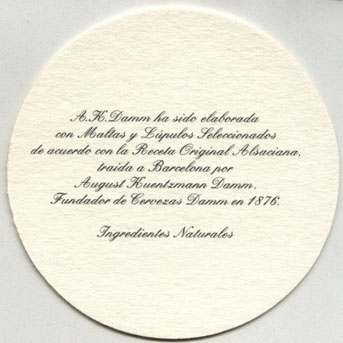 A.K. Damm ha sido elaborada
con Maltas y Lúpulos Seleccionados
de acuerdo con la Receta Original Alsaciana,
traida a Barcelona por
August Kuentzmann Damm,
Fundador de Cervezas Damm en 1876.
Ingredientes Naturales